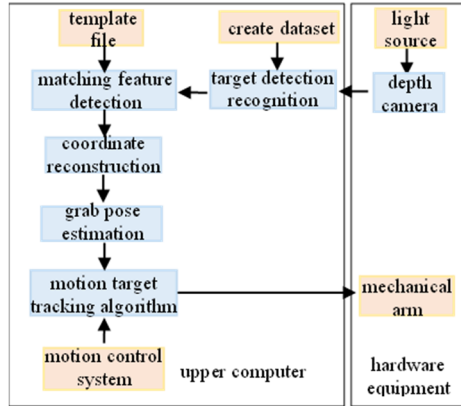 template
file
create dataset
light
source
matching feature
detection
target detection
recognition
depth
camera
coordinate
reconstruction
grab pose
estimation
motion target
tracking algorithm
mechanical
arm
motion control
system
upper computer
hardware
equipment